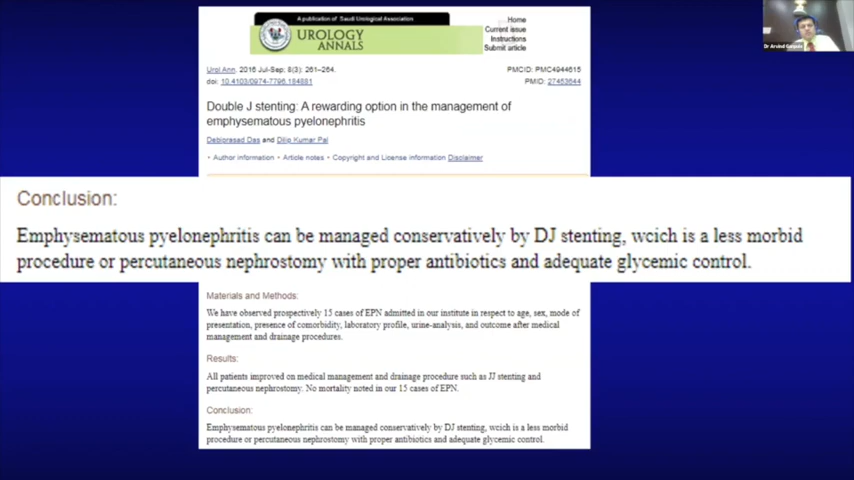 A publication of Saudi Urological Association
UROLOGY
ANNALS
Home
Current issue
Instructions
Submit article
Urol Ann. 2016 Jul-Sep; 8(3): 261–264.
PMCID: PMC4944615
doi: 10.4103/0974-7796.184881
PMID: 27453644
Double J stenting: A rewarding option in the management of
emphysematous pyelonephritis
Debiprasad Das and Dilip Kumar Pal
• Author information • Article notes • Copyright and License information Disclaimer
Conclusion:
Emphysematous pyelonephritis can be managed conservatively by DJ stenting, wcich is a less morbid
procedure or percutaneous nephrostomy with proper antibiotics and adequate glycemic control.
Materials and Methods:
We have observed prospectively 15 cases of EPN admitted in our institute in respect to age, sex, mode of
presentation, presence of comorbidity, laboratory profile, urine-analysis, and outcome after medical
management and drainage procedures.
Results:
All patients improved on medical management and drainage procedure such as JJ stenting and
percutaneous nephrostomy. No mortality noted in our 15 cases of EPN.
Conclusion:
Emphysematous pyelonephritis can be managed conservatively by DJ stenting, wcich is a less morbid
procedure or percutaneous nephrostomy with proper antibiotics and adequate glycemic control.
Dr Arvind